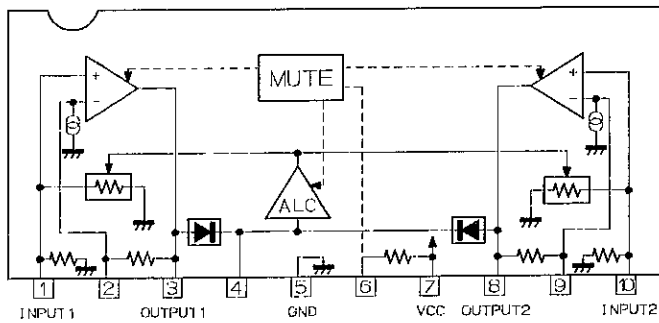 MUTE
+
+
−
−
ALC
1 2 3 4 5 6 7 8 9 10
INPUT1 OUTPUT1 GND VCC OUTPUT2 INPUT2